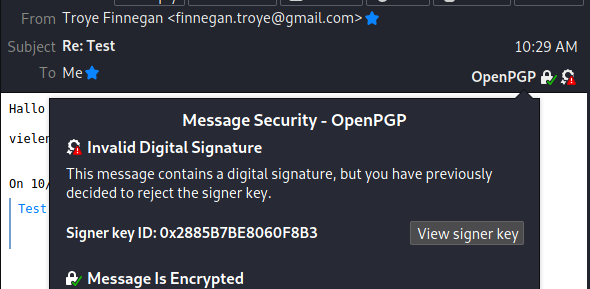 From Troye Finnegan <finnegan.troye@gmail.com>
Subject Re: Test 10:29 AM
To Me OpenPGP
Hallo
Message Security - OpenPGP
vielen
Invalid Digital Signature
This message contains a digital signature, but you have previously
decided to reject the signer key.
On 10/
Test
Signer key ID: 0x2885B7BE8060F8B3 View signer key
Message Is Encrypted